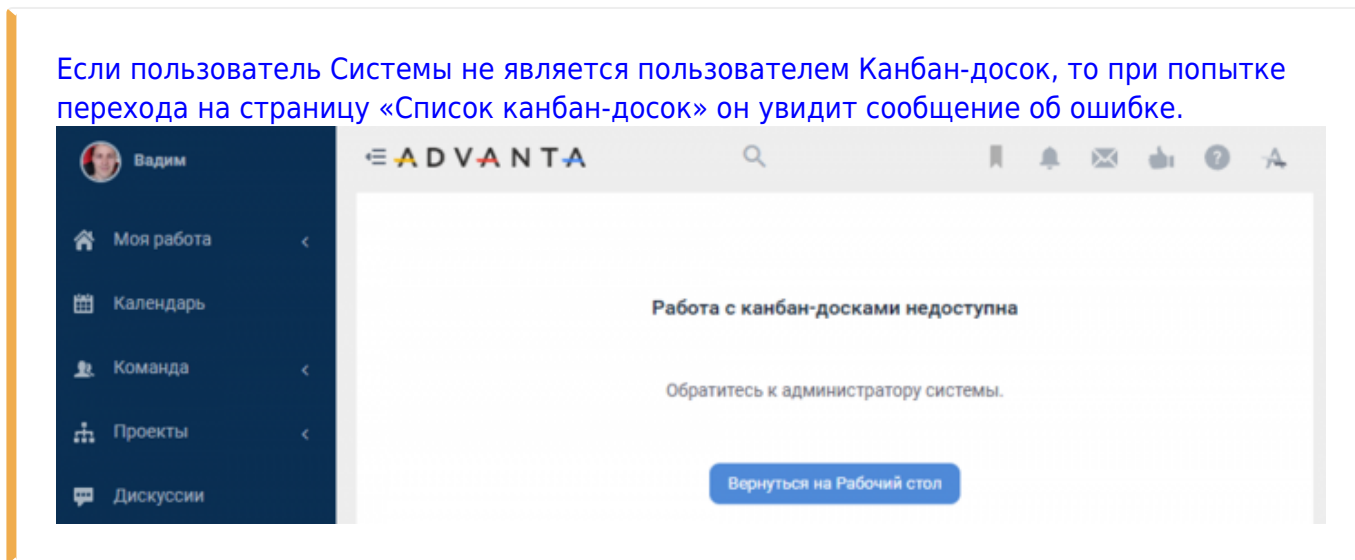 Если пользователь Системы не является пользователем Канбан-досок, то при попытке
перехода на страницу «Список канбан-досок» он увидит сообщение об ошибке.
Вадим
ADVANTA
Моя работа
Календарь
Команда
Проекты
Дискуссии
Работа с канбан-досками недоступна
Обратитесь к администратору системы.
Вернуться на Рабочий стол